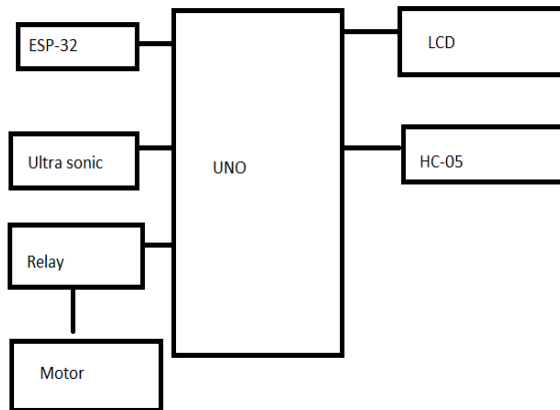 ESP-32
LCD
Ultra sonic
UNO
HC-05
Relay
Motor